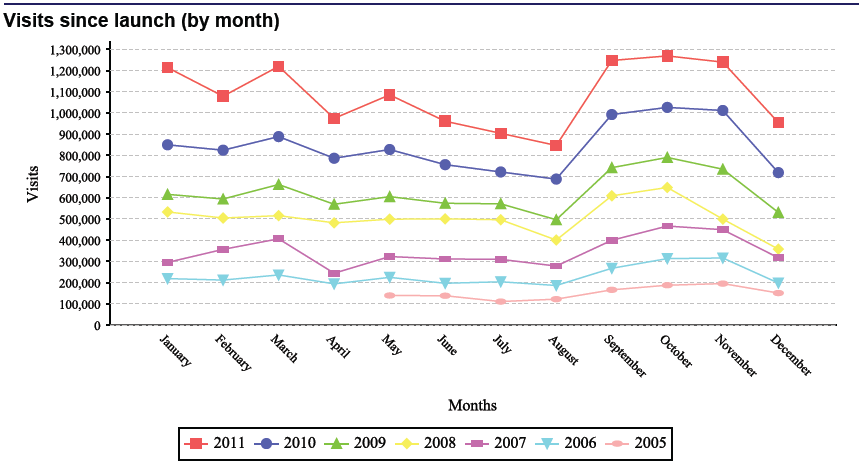 Visits since launch (by month)
1,300,000
1,200,000
1,100,000
1,000,000
900,000
800,000
700,000
600,000
500,000
400,000
300,000
200,000
100,000
0
Visits
January
February
March
April
May
June
July
August
September
October
November
December
Months
2011 2010 2009 2008 2007 2006 2005